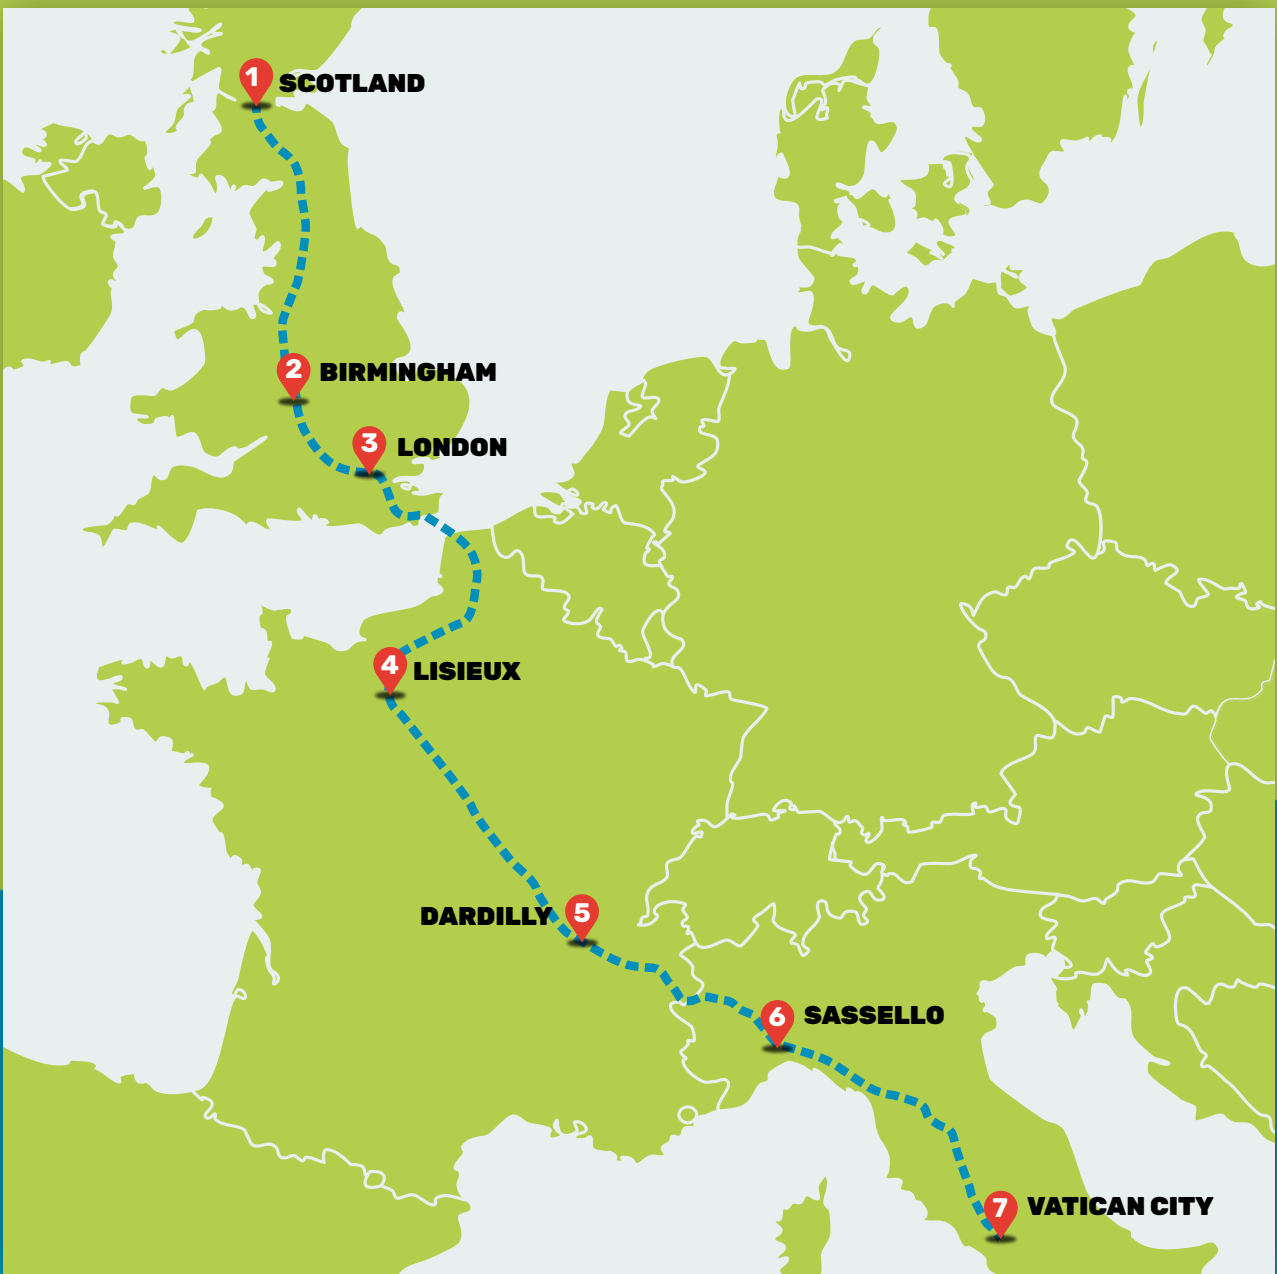 1 SCOTLAND
2 BIRMINGHAM
3 LONDON
4 LISIEUX
DARDILLY 5
6 SASSELLO
7 VATICAN CITY